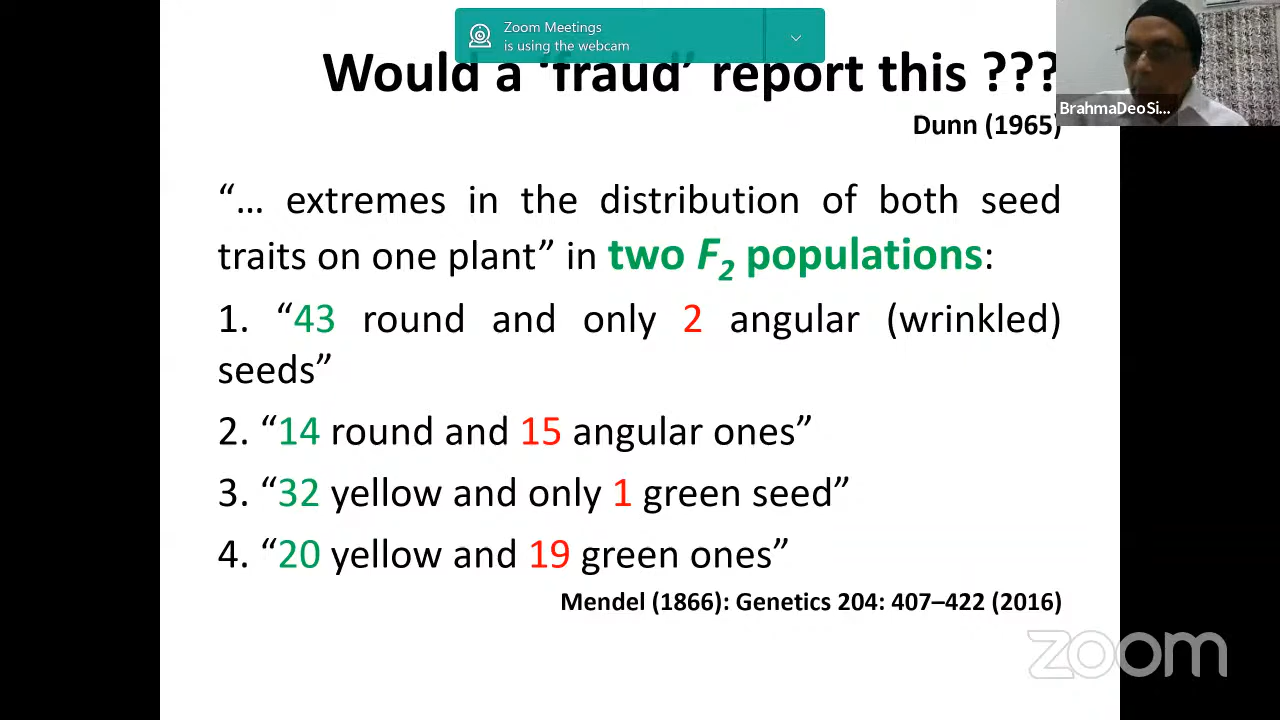 Zoom Meetings
is using the webcam
Would a ‘fraud’ report this ???
BrahmaDeoSi...
Dunn (1965)
“... extremes in the distribution of both seed
traits on one plant” in two F2 populations:
1. “43 round and only 2 angular (wrinkled)
seeds”
2. “14 round and 15 angular ones”
3. “32 yellow and only 1 green seed”
4. “20 yellow and 19 green ones”
Mendel (1866): Genetics 204: 407–422 (2016)
zoom